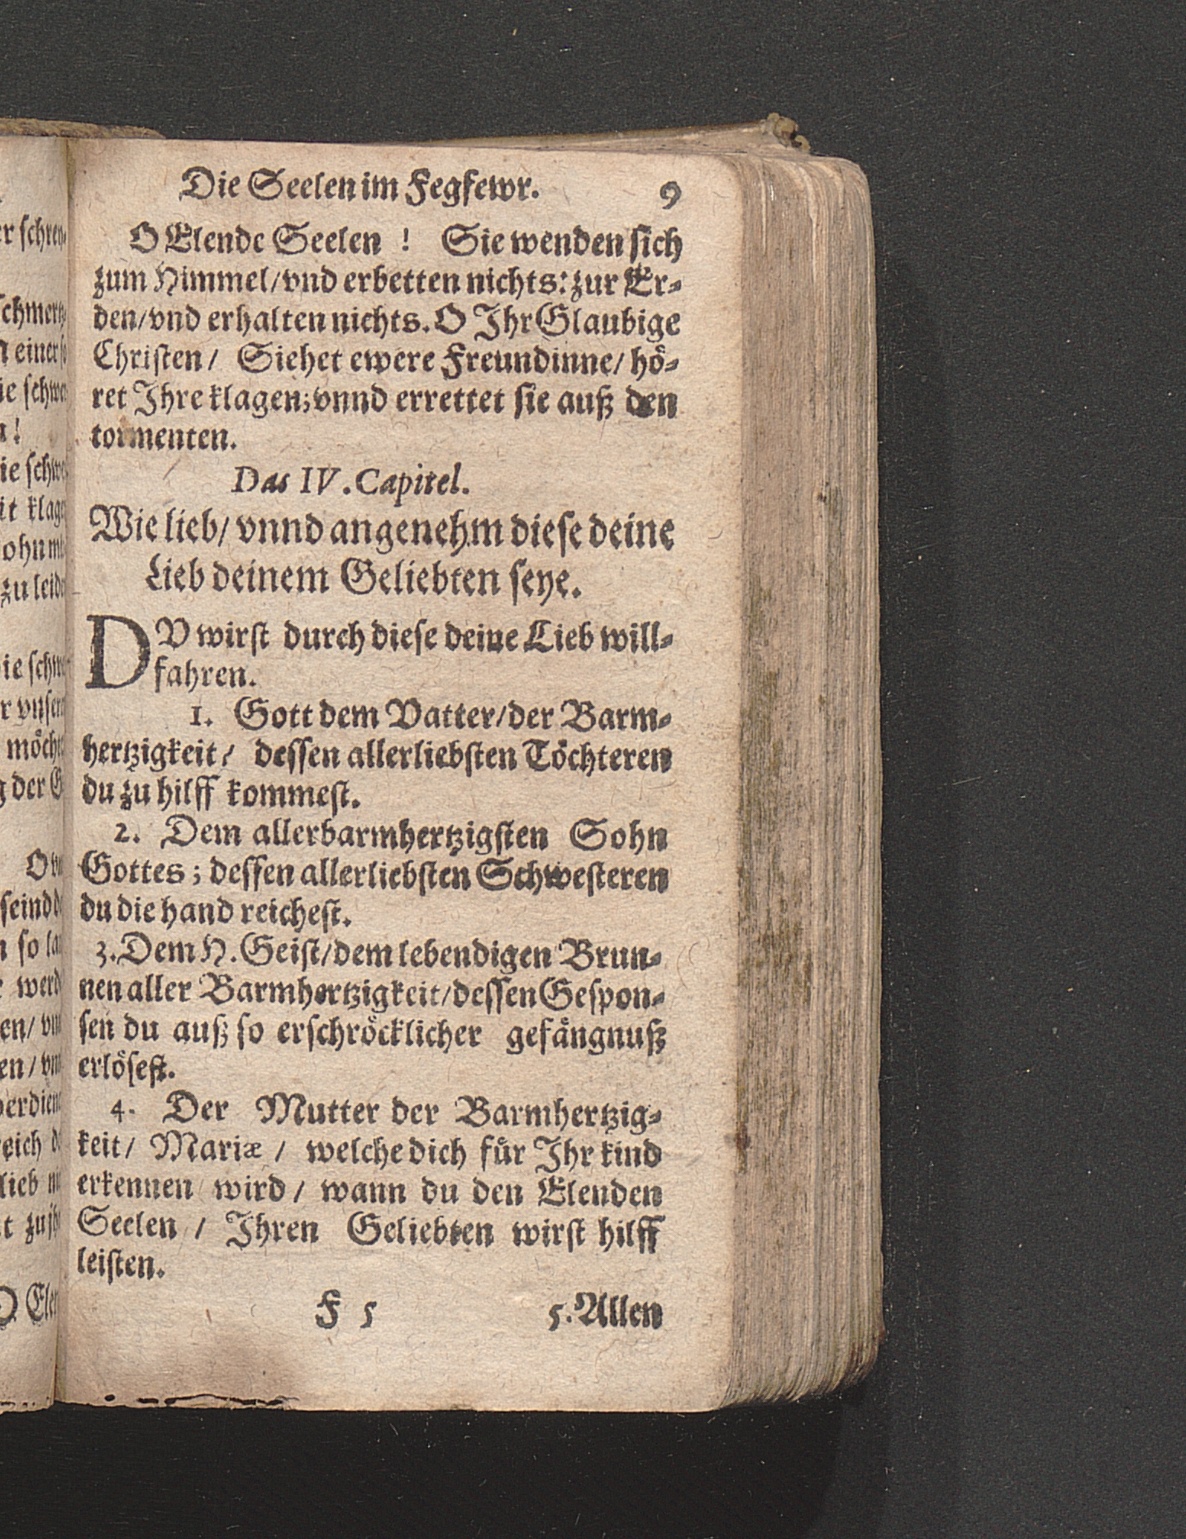 Die Seelen im Fegfewr. 9
O Elende Seelen ! Sie wenden sich
zum Himmel/vnd erbetten nichts: zur Er-
den/vnd erhalten nichts. O Ihr Glaubige
Christen/ Siehet ewere Freundinne/ hö-
ret Ihre klagen; vnnd errettet sie auß den
tormenten.
Das IV. Capitel.
Wie lieb/ vnnd angenehm diese deine
Lieb deinem Geliebten seye.
DV wirst durch diese deine Lieb will-
fahren.
1. Gott dem Vatter/der Barm-
hertzigkeit/ dessen allerliebsten Töchteren
du zu hilff kommest.
2. Dem allerbarmhertzigsten Sohn
Gottes; dessen allerliebsten Schwesteren
du die hand reichest.
3. Dem H. Geist/dem lebendigen Brun-
nen aller Barmhertzigkeit/dessen Gespon-
sen du auß so erschröcklicher gefängnuß
erlösest.
4. Der Mutter der Barmhertzig-
keit/ Mariæ / welche dich für Ihr kind
erkennen wird / wann du den Elenden
Seelen / Ihren Geliebten wirst hilff
leisten.
F 5 5. Allen